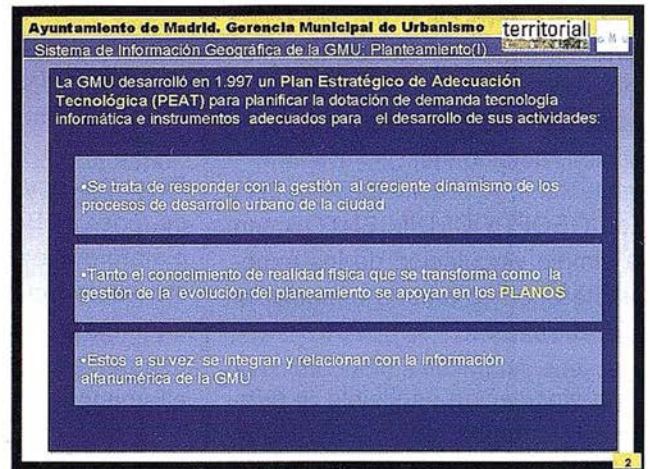 Ayuntamiento de Madrid. Gerencia Municipal de Urbanismo
territorial
G M U
Sistema de Información Geográfica de la GMU: Planteamiento(I)
La GMU desarrolló en 1.997 un Plan Estratégico de Adecuación
Tecnológica (PEAT) para planificar la dotación de demanda tecnología
informática e instrumentos adecuados para el desarrollo de sus actividades:
•Se trata de responder con la gestión al creciente dinamismo de los
procesos de desarrollo urbano de la ciudad
•Tanto el conocimiento de realidad física que se transforma como la
gestión de la evolución del planeamiento se apoyan en los PLANOS
•Estos a su vez se integran y relacionan con la información
alfanumérica de la GMU
2